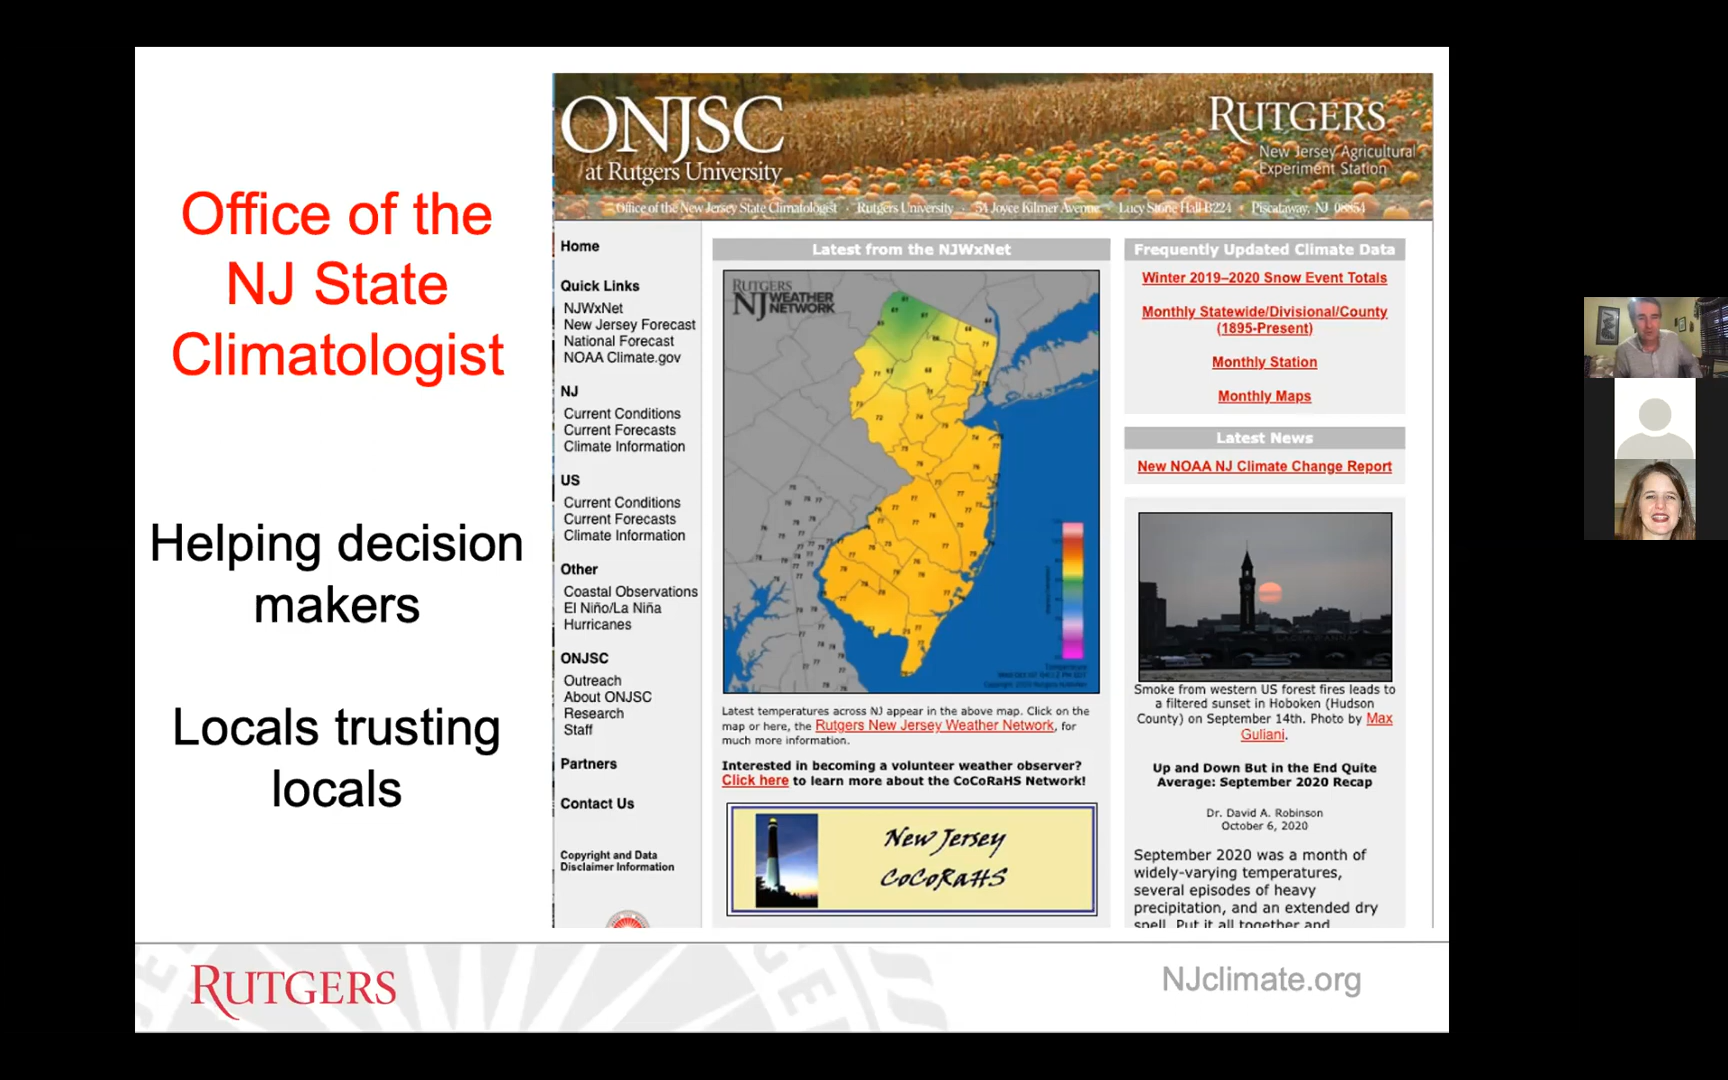 Office of the
NJ State
Climatologist
Helping decision
makers
Locals trusting
locals
ONJSC
at Rutgers University
RUTGERS
New Jersey Agricultural
Experiment Station
Office of the New Jersey State Climatologist · Rutgers University · 54 Joyce Kilmer Avenue · Lucy Stone Hall B224 · Piscataway, NJ 08854
Home
Quick Links
NJWxNet
New Jersey Forecast
National Forecast
NOAA Climate.gov
NJ
Current Conditions
Current Forecasts
Climate Information
US
Current Conditions
Current Forecasts
Climate Information
Other
Coastal Observations
El Niño/La Niña
Hurricanes
ONJSC
Outreach
About ONJSC
Research
Staff
Partners
Contact Us
Copyright and Data
Disclaimer Information
Latest from the NJWxNet
RUTGERS
NJ WEATHER
NETWORK
Temperature
Latest temperatures across NJ appear in the above map. Click on the
map or here, the Rutgers New Jersey Weather Network, for
much more information.
Interested in becoming a volunteer weather observer?
Click here to learn more about the CoCoRaHS Network!
New Jersey
CoCoRaHS
Frequently Updated Climate Data
Winter 2019–2020 Snow Event Totals
Monthly Statewide/Divisional/County
(1895-Present)
Monthly Station
Monthly Maps
Latest News
New NOAA NJ Climate Change Report
LACKAWANNA
Smoke from western US forest fires leads to
a filtered sunset in Hoboken (Hudson
County) on September 14th. Photo by Max
Guliani.
Up and Down But in the End Quite
Average: September 2020 Recap
Dr. David A. Robinson
October 6, 2020
September 2020 was a month of
widely-varying temperatures,
several episodes of heavy
precipitation, and an extended dry
spell. Put it all together and
RUTGERS
NJclimate.org